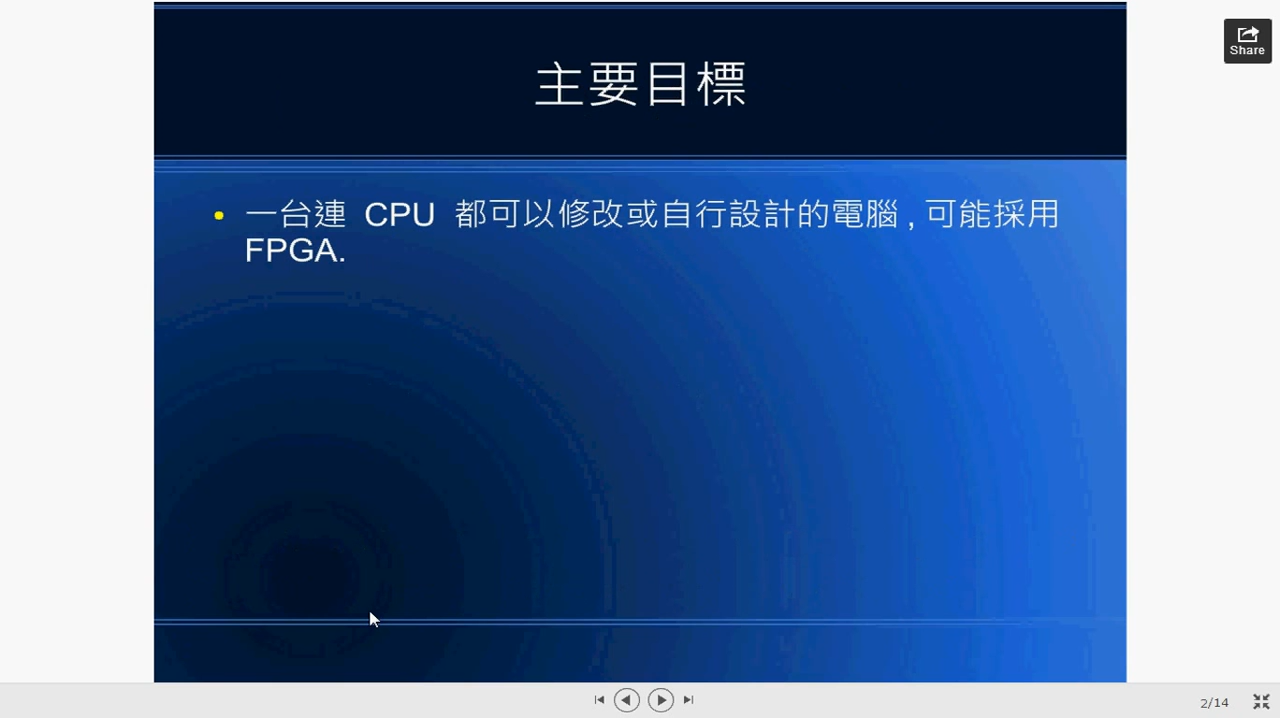 主要目標
Share
• 一台連 CPU 都可以修改或自行設計的電腦 , 可能採用
FPGA.
2/14